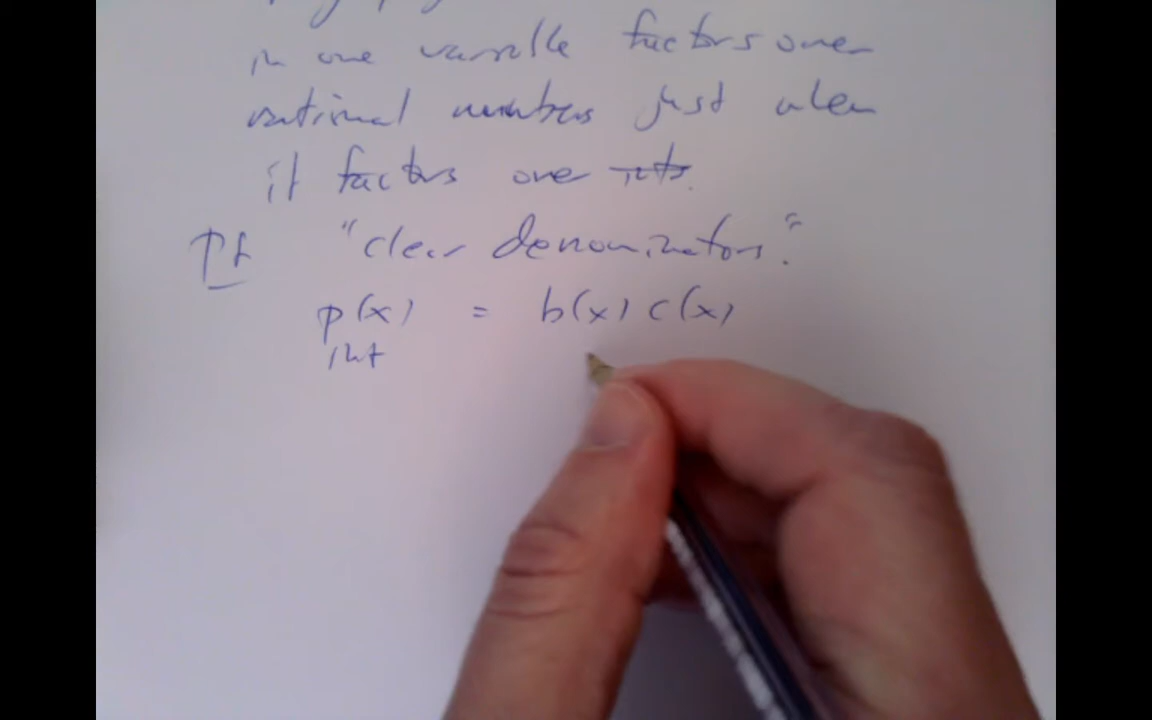 in one variable factors over
rational numbers just when
it factors over ints.
Pf "clear denominators."
p(x) = b(x) c(x)
int